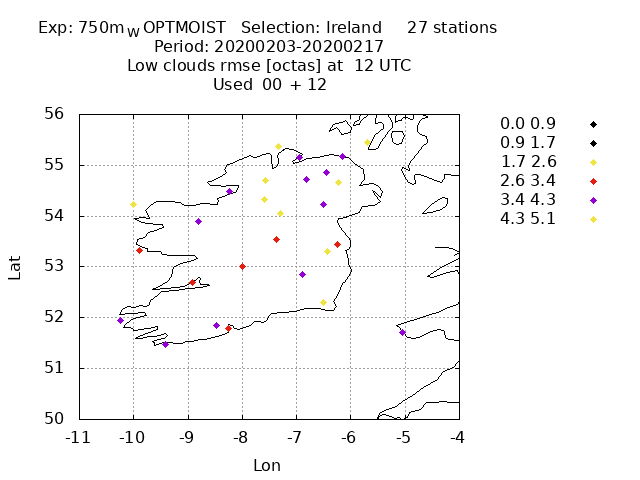 Exp: 750m_W OPTMOIST Selection: Ireland 27 stations
Period: 20200203-20200217
Low clouds rmse [octas] at 12 UTC
Used 00 + 12
56
55
54
53
52
51
50
-11 -10 -9 -8 -7 -6 -5 -4
Lat
Lon
0.0 0.9
0.9 1.7
1.7 2.6
2.6 3.4
3.4 4.3
4.3 5.1